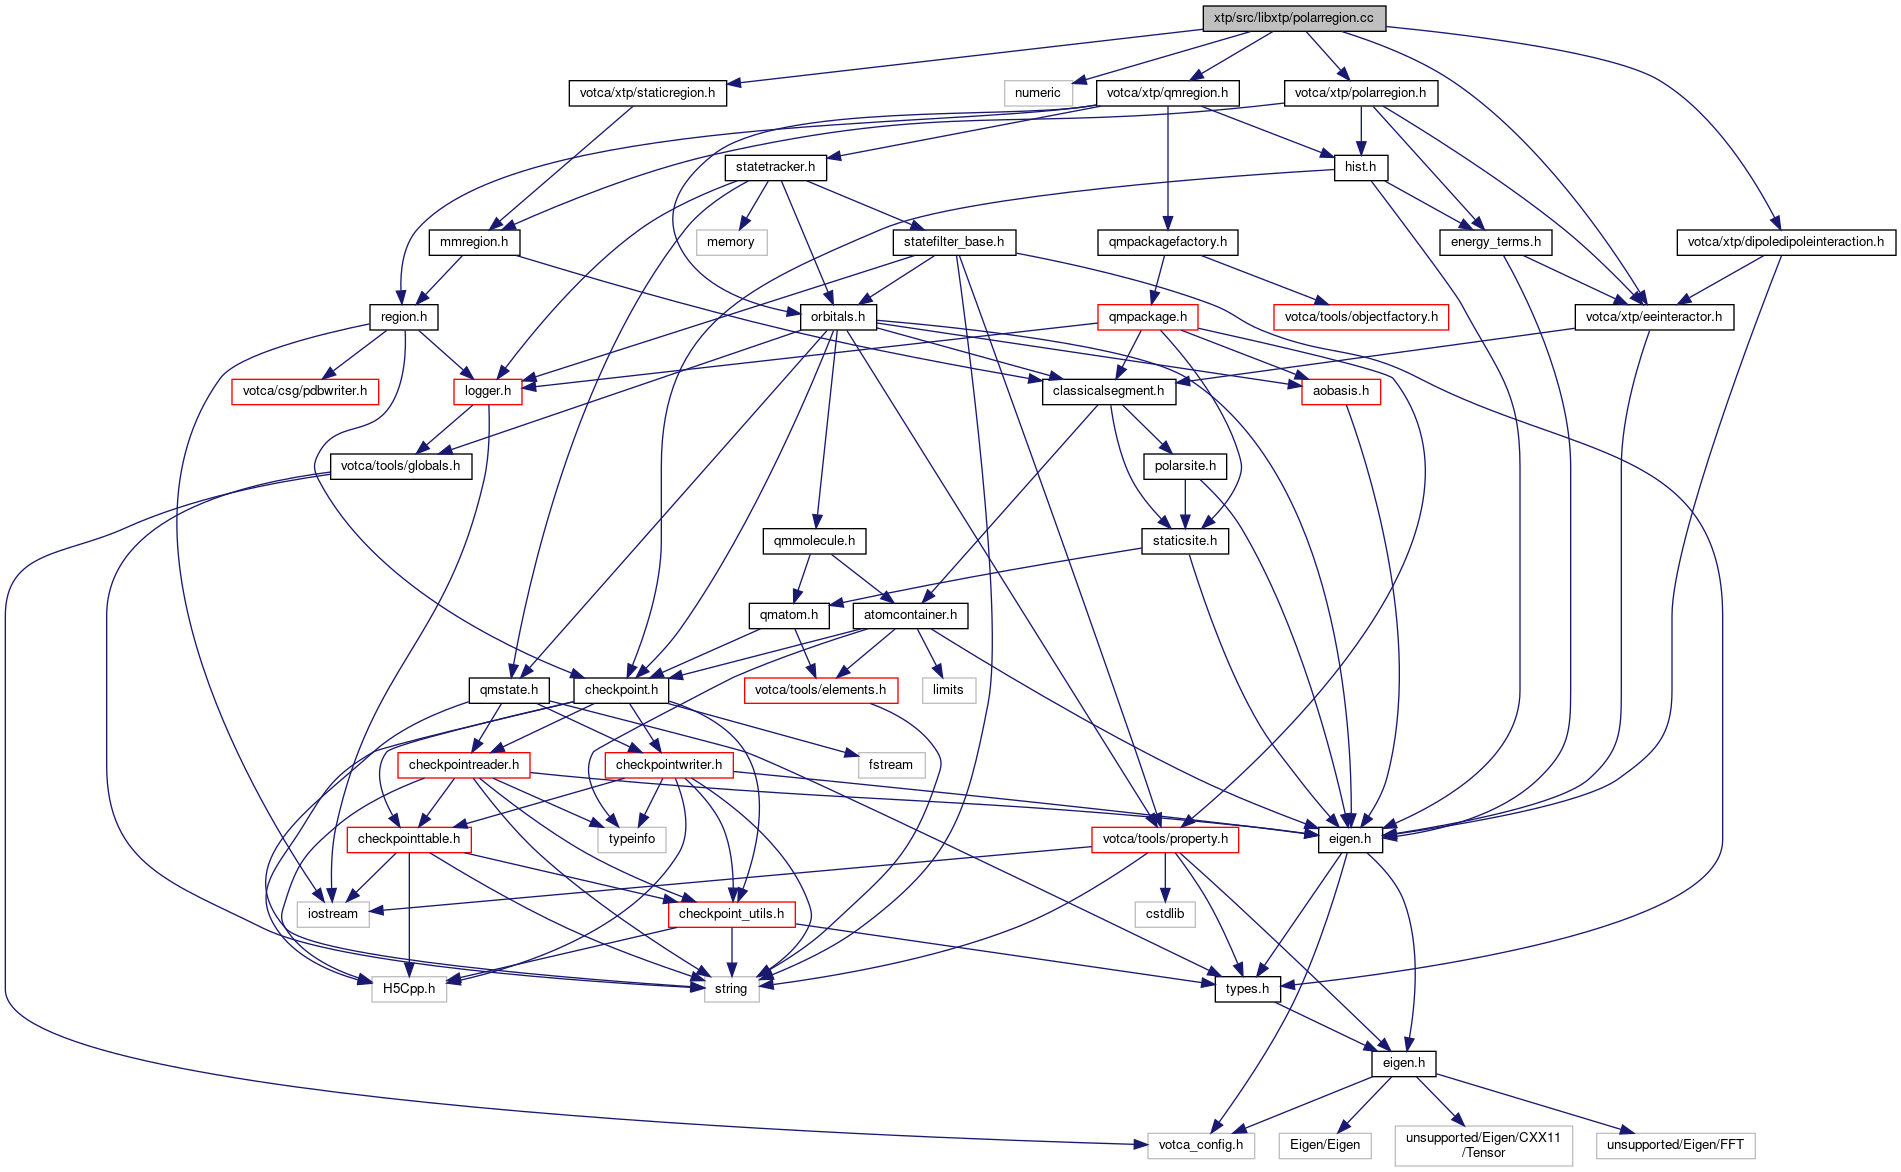 xtp/src/libxtp/polarregion.cc
votca/xtp/staticregion.h
numeric
votca/xtp/qmregion.h
votca/xtp/polarregion.h
statetracker.h
hist.h
mmregion.h
memory
statefilter_base.h
qmpackagefactory.h
energy_terms.h
votca/xtp/dipoledipoleinteraction.h
region.h
orbitals.h
qmpackage.h
votca/tools/objectfactory.h
votca/xtp/eeinteractor.h
votca/csg/pdbwriter.h
logger.h
classicalsegment.h
aobasis.h
votca/tools/globals.h
polarsite.h
qmmolecule.h
staticsite.h
qmatom.h
atomcontainer.h
qmstate.h
checkpoint.h
votca/tools/elements.h
limits
checkpointreader.h
checkpointwriter.h
fstream
checkpointtable.h
typeinfo
votca/tools/property.h
eigen.h
iostream
checkpoint_utils.h
cstdlib
H5Cpp.h
string
types.h
eigen.h
votca_config.h
Eigen/Eigen
unsupported/Eigen/CXX11
/Tensor
unsupported/Eigen/FFT